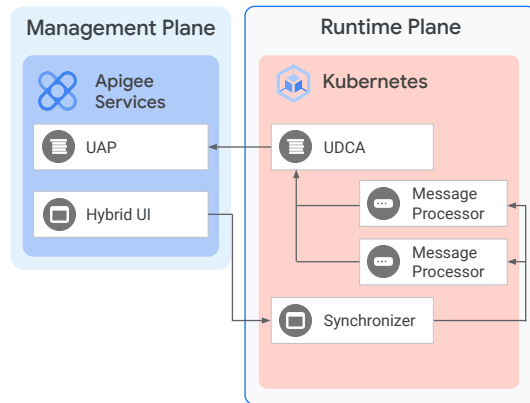 Management Plane
Runtime Plane
Apigee
Services
Kubernetes
UAP
UDCA
Hybrid UI
Message
Processor
Message
Processor
Synchronizer